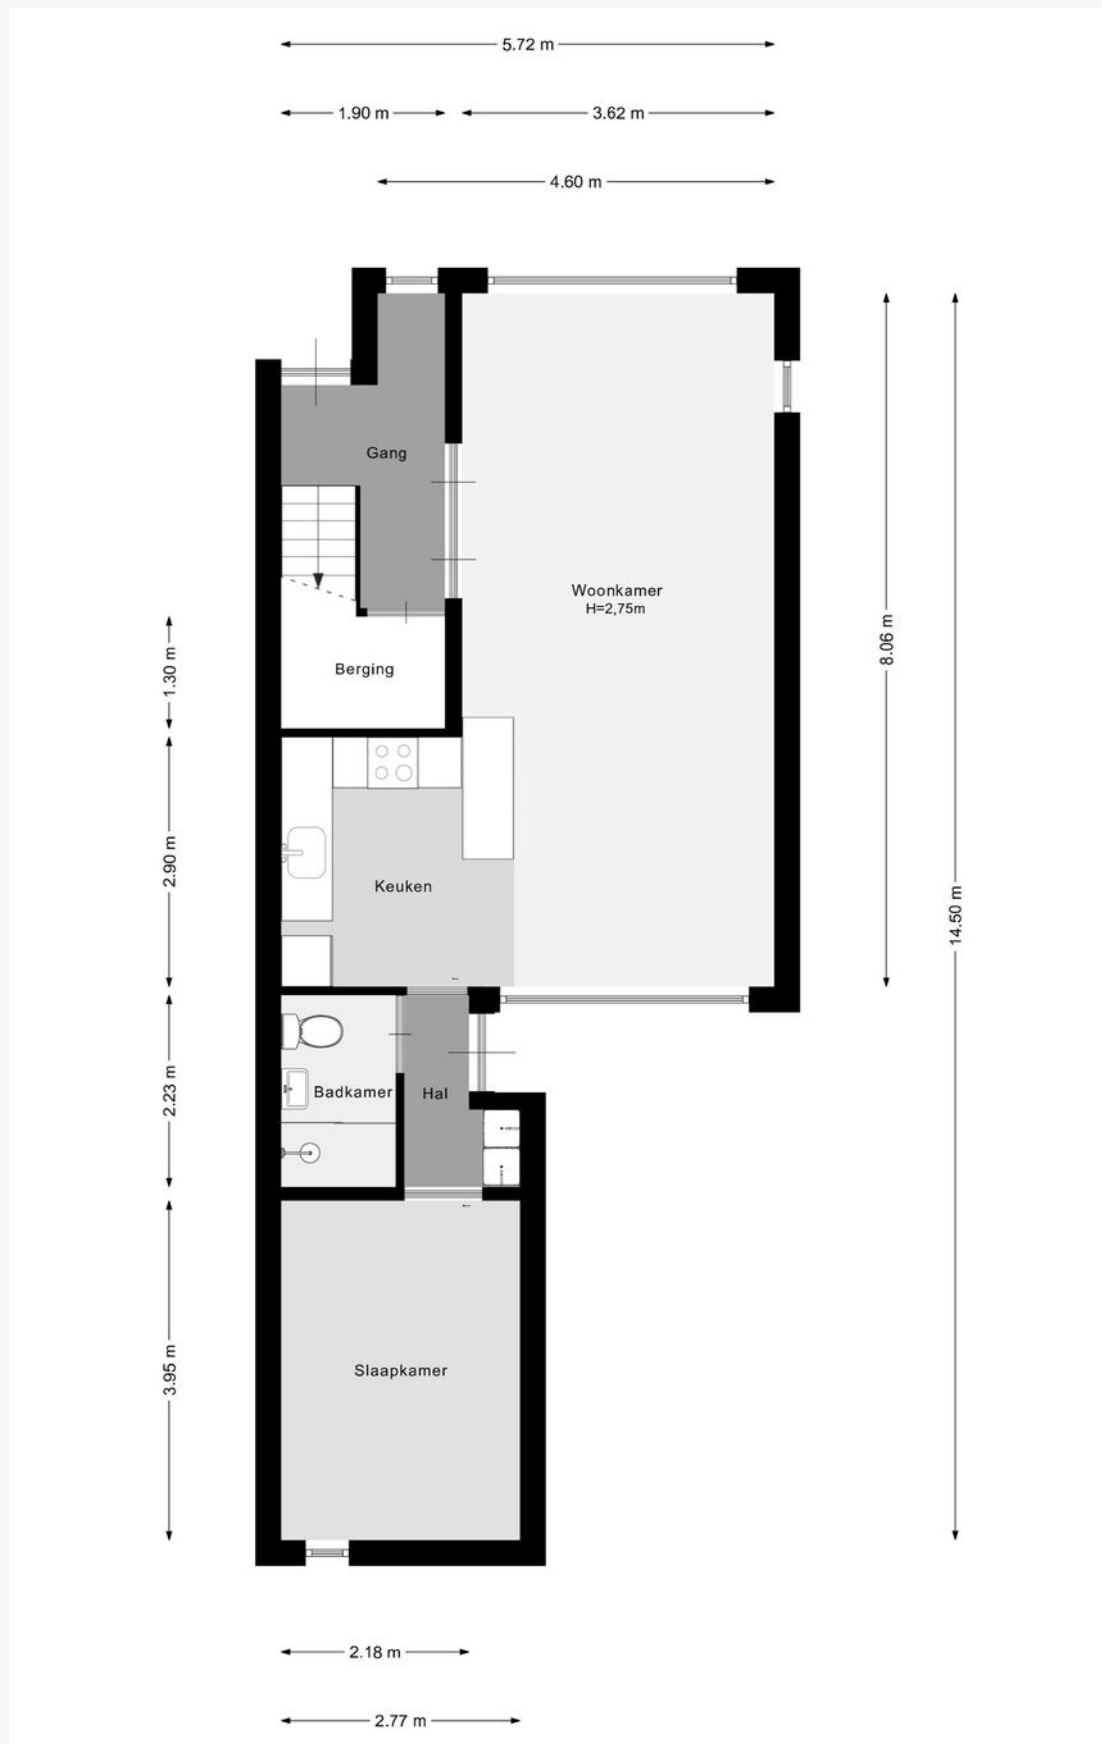 5.72 m
1.90 m
3.62 m
4.60 m
Gang
Woonkamer
H=2,75m
8.06 m
1.30 m
Berging
2.90 m
Keuken
14.50 m
2.23 m
Badkamer
Hal
3.95 m
Slaapkamer
2.18 m
2.77 m